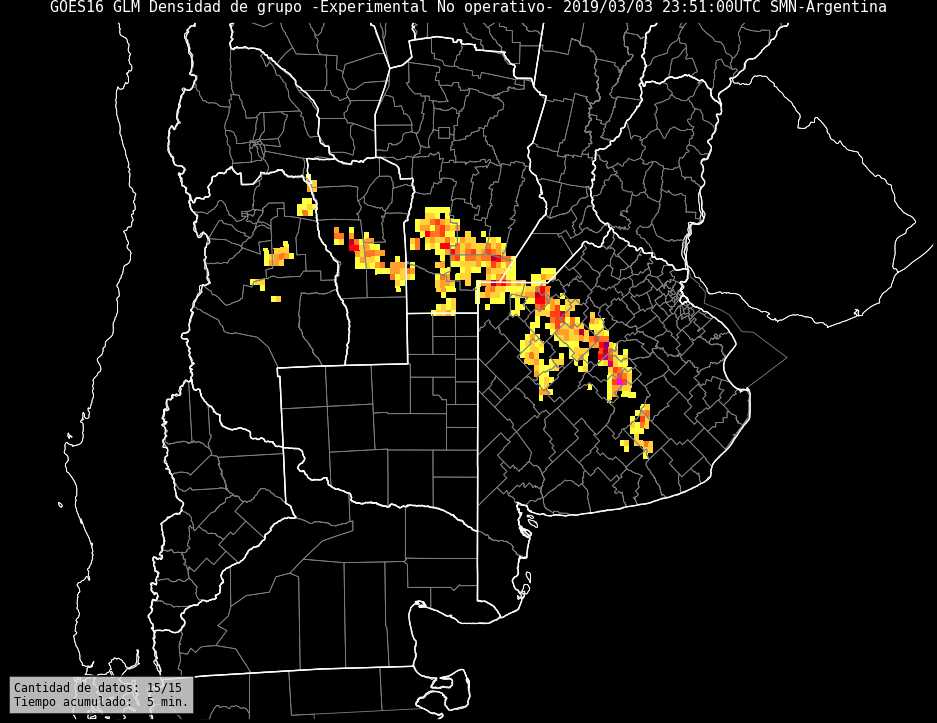 GOES16 GLM Densidad de grupo -Experimental No operativo- 2019/03/03 23:51:00UTC SMN-Argentina
Cantidad de datos: 15/15
Tiempo acumulado:  5 min.